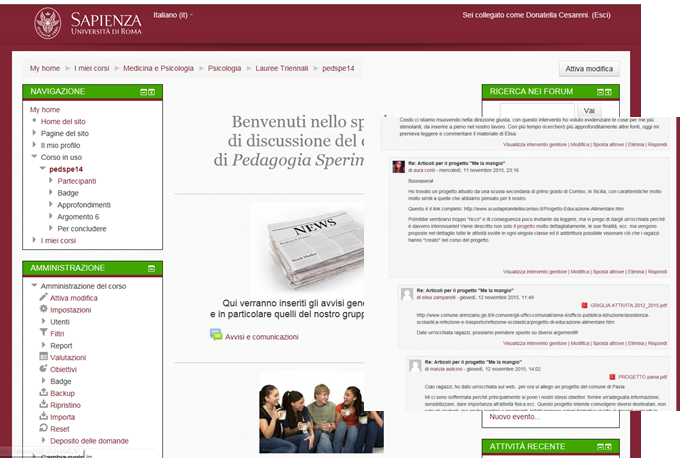 SAPIENZA
UNIVERSITÀ DI ROMA
Italiano (it)
Sei collegato come Donatella Cesareni. (Esci)
My home ► I miei corsi ► Medicina e Psicologia ► Psicologia ► Lauree Triennali ► pedspe14
Attiva modifica
NAVIGAZIONE
My home
Home del sito
Pagine del sito
Il mio profilo
Corso in uso
pedspe14
Partecipanti
Badge
Approfondimenti
Argomento 6
Per concludere
I miei corsi
AMMINISTRAZIONE
Amministrazione del corso
Attiva modifica
Impostazioni
Utenti
Filtri
Report
Valutazioni
Obiettivi
Badge
Backup
Ripristino
Importa
Reset
Deposito delle domande
Cambia ruolo in
Benvenuti nello sp
di discussione del c
di Pedagogia Sperim
NEWS
Qui verranno inseriti gli avvisi gene
e in particolare quelli del nostro grupp
Avvisi e comunicazioni
RICERCA NEI FORUM
Vai
Credo ci stiamo muovendo nella direzione giusta, con questo intervento ho voluto evidenziare le cose per me più
stimolanti, da inserire a pieno nel nostro lavoro. Con più tempo ricercherò più approfonditamente altre fonti, oggi mi
premeva leggere e commentare il materiale di Elisa.
Visualizza intervento genitore | Modifica | Sposta altrove | Elimina | Rispondi
Re: Articoli per il progetto "Me la mangio"
di aura conti - mercoledì, 11 novembre 2015, 23:16
Buonasera!
Ho trovato un progetto attuato da una scuola secondaria di primo grado di Comiso, in Sicilia, con caratteristiche molto
molto simili a quelle che abbiamo pensato per il nostro.
Questo è il link completo: http://www.scuolapirandellocomiso.it/Progetto-Educazione-Alimentare.htm
Potrebbe sembrarvi troppo "ricco" e di conseguenza poco invitante da leggere, ma vi prego di dargli un'occhiata perché
è davvero interessante! Viene descritto non solo il progetto molto dettagliatamente, le sue finalità, ecc. ma vengono
proposte nel dettaglio tutte le attività svolte in ogni singola classe ed è addirittura possibile visionare ciò che i ragazzi
hanno "creato" nel corso del progetto.
Visualizza intervento genitore | Modifica | Sposta altrove | Elimina | Rispondi
Re: Articoli per il progetto "Me la mangio"
di elisa zamparelli - giovedì, 12 novembre 2015, 11:49
GRIGLIA ATTIVITA 2012_2015.pdf
http://www.comune.arenzano.ge.it/il-comune/gli-uffici-comunali/area-4/ufficio-pubblica-istruzione/assistenza-
scolastica-refezione-e-trasporto/refezione-scolastica/progetto-di-educazione-alimentare.htm
Date un'occhiata ragazzi, possiamo prendere spunto su diversi argomenti!!
Visualizza intervento genitore | Modifica | Sposta altrove | Elimina | Rispondi
Re: Articoli per il progetto "Me la mangio"
di marzia aulicino - giovedì, 12 novembre 2015, 14:02
PROGETTO pavia.pdf
Ciao ragazzi, ho dato un'occhiata sul web...per ora vi allego un progetto del comune di Pavia.
Mi ci sono soffermata perché principalmente si pone i nostri stessi obiettivi: fornire un'adeguata informazione,
sensibilizzare, dare importanza all'attività fisica ecc. Questo progetto intende coinvolgere diversi destinatari, non
Nuovo evento...
ATTIVITÀ RECENTE